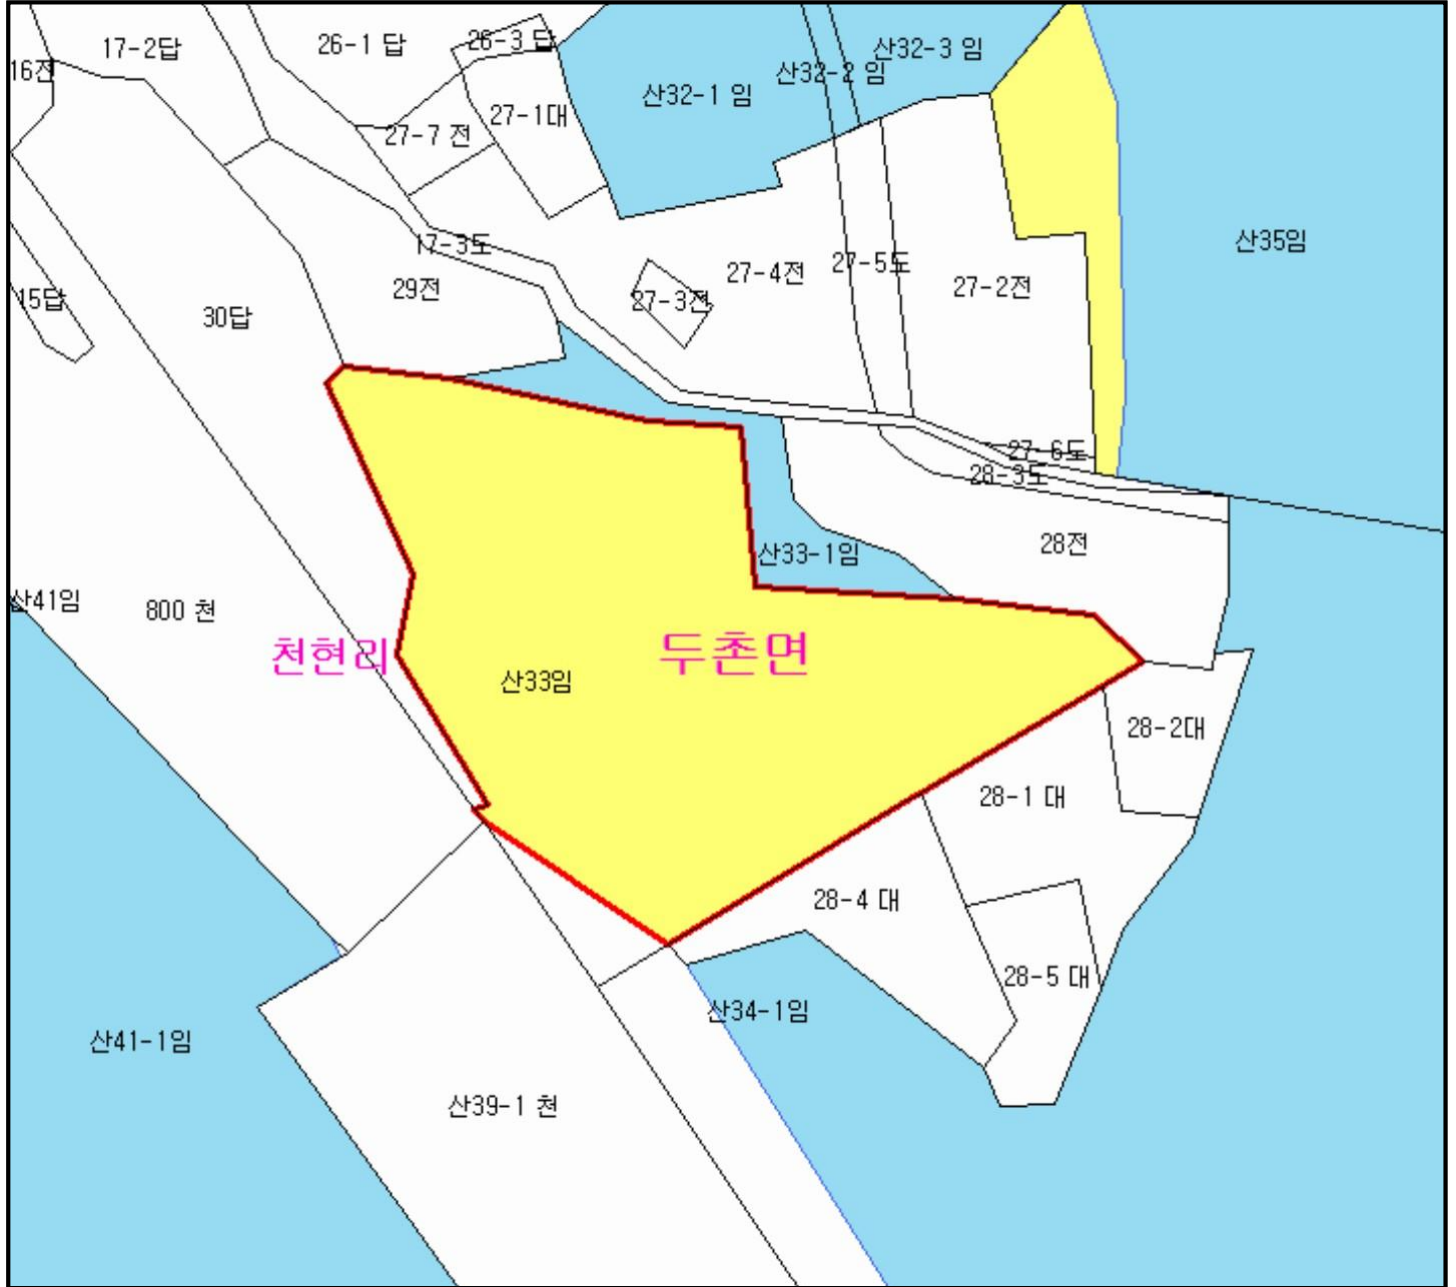 17-2답
26-1 답
26-3 답
산32-3 임
16전
산32-2 임
산32-1 임
27-1대
27-7 전
17-3도
산35임
27-4전
27-5도
27-2전
29전
27-3전
15답
30답
27-6도
28-3도
28전
산33-1임
산41임
800 천
천현리
두촌면
산33임
28-2대
28-1 대
28-4 대
28-5 대
산34-1임
산41-1임
산39-1 천